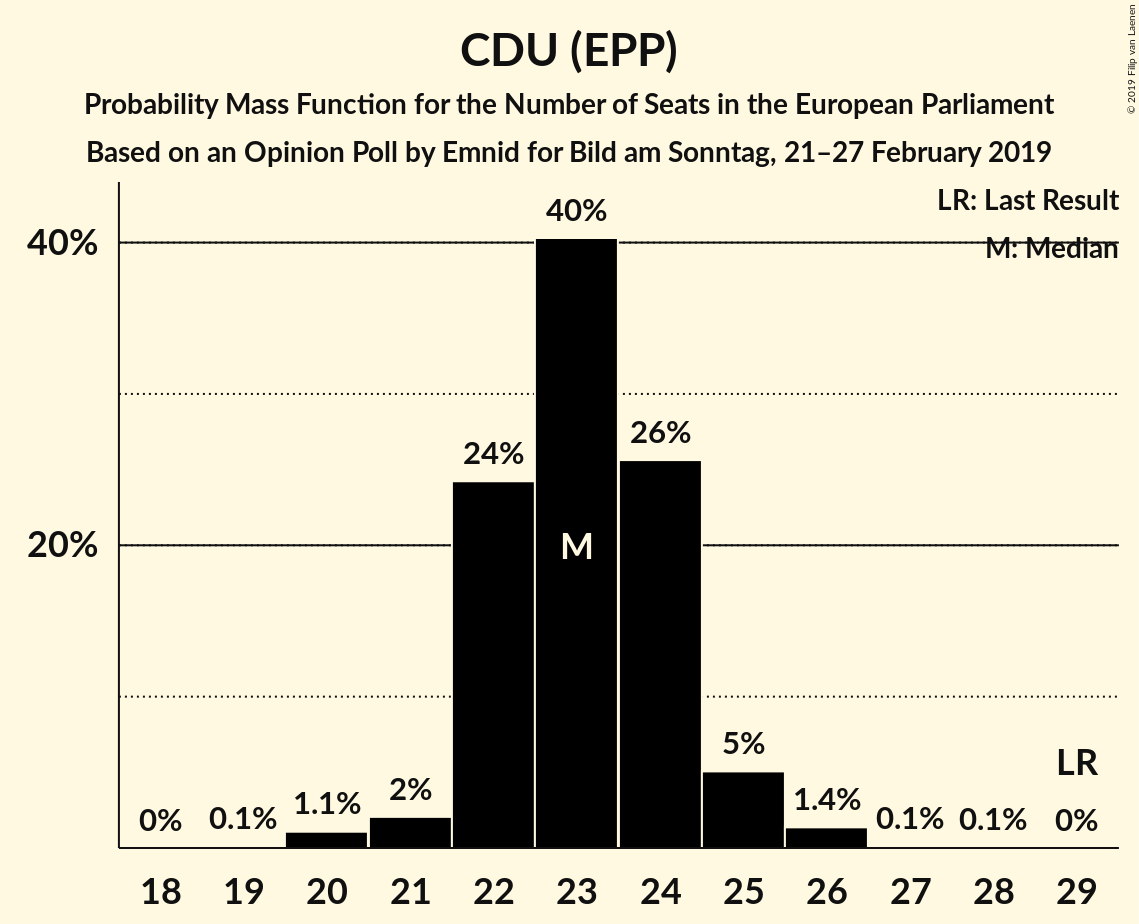 CDU (EPP)
Probability Mass Function for the Number of Seats in the European Parliament
Based on an Opinion Poll by Emnid for Bild am Sonntag, 21–27 February 2019
© 2019 Filip van Laenen
LR: Last Result
M: Median
40%
20%
0%
0.1%
1.1%
2%
24%
40%
M
26%
5%
1.4%
0.1%
0.1%
LR
0%
18 19 20 21 22 23 24 25 26 27 28 29